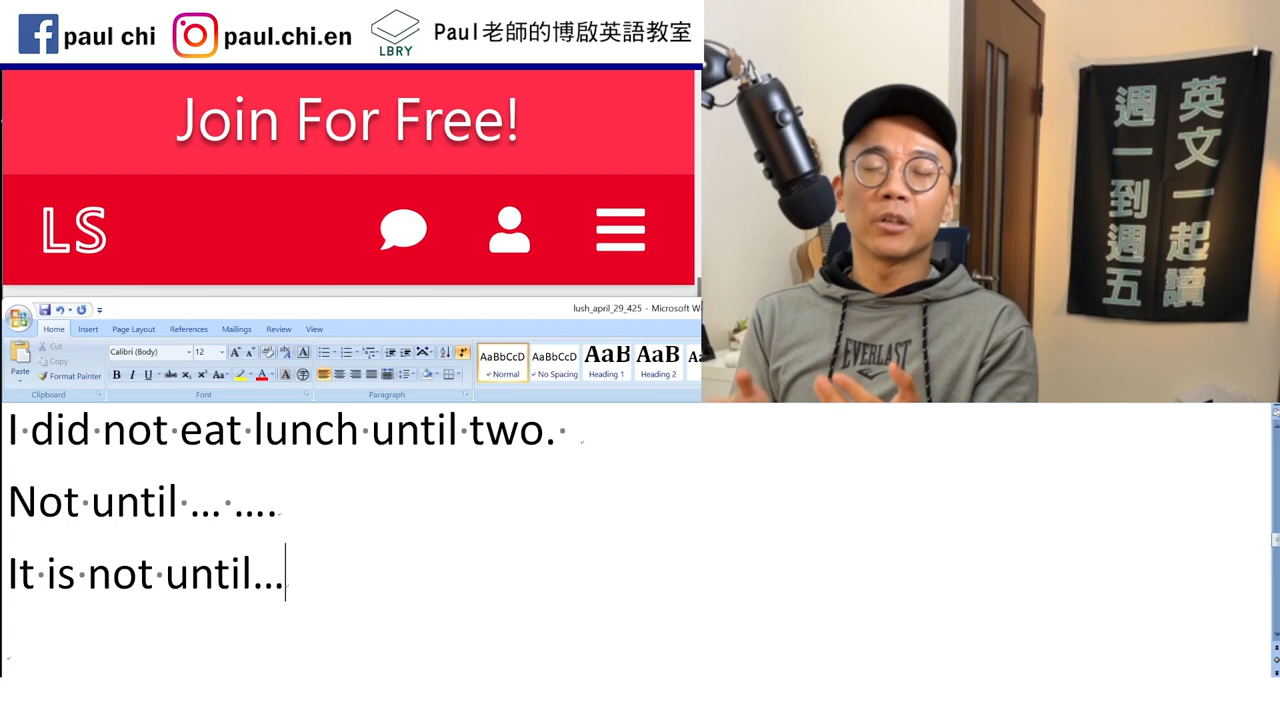 paul chi
paul.chi.en
LBRY
Paul老師的博啟英語教室
Join For Free!
LS
英文一起讀
週一到週五
EVERLAST
lush_april_29_425 - Microsoft W
Home Insert Page Layout References Mailings Review View
Paste
Cut
Copy
Format Painter
Clipboard
Calibri (Body) 12
Font
Paragraph
AaBbCcD AaBbCcD AaB AaB
Normal No Spacing Heading 1 Heading 2
I did not eat lunch until two.
Not until ... ....
It is not until...